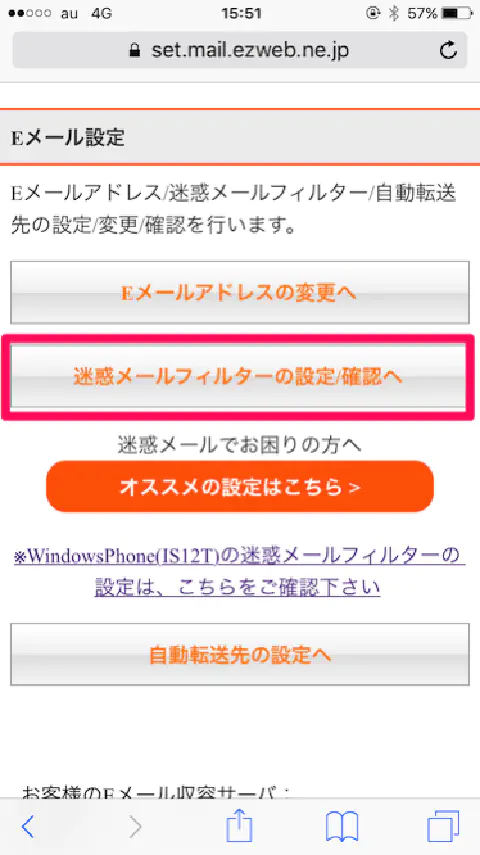 au 4G 15:51 57%
set.mail.ezweb.ne.jp
Eメール設定
Eメールアドレス/迷惑メールフィルター/自動転送
先の設定/変更/確認を行います。
Eメールアドレスの変更へ
迷惑メールフィルターの設定/確認へ
迷惑メールでお困りの方へ
オススメの設定はこちら >
※WindowsPhone(IS12T)の迷惑メールフィルターの
設定は、こちらをご確認下さい
自動転送先の設定へ
お客様のEメール収容サーバ：